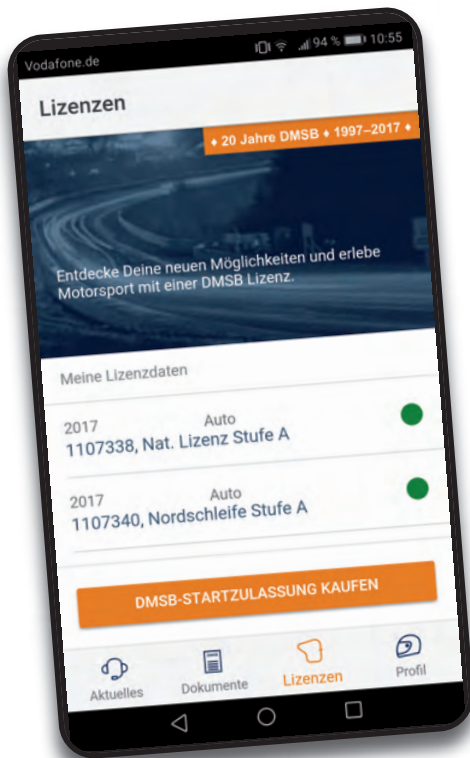 Vodafone.de 94 % 10:55
Lizenzen
♦ 20 Jahre DMSB ♦ 1997–2017 ♦
Entdecke Deine neuen Möglichkeiten und erlebe
Motorsport mit einer DMSB Lizenz.
Meine Lizenzdaten
2017 Auto
1107338, Nat. Lizenz Stufe A
2017 Auto
1107340, Nordschleife Stufe A
DMSB-STARTZULASSUNG KAUFEN
Aktuelles Dokumente Lizenzen Profil